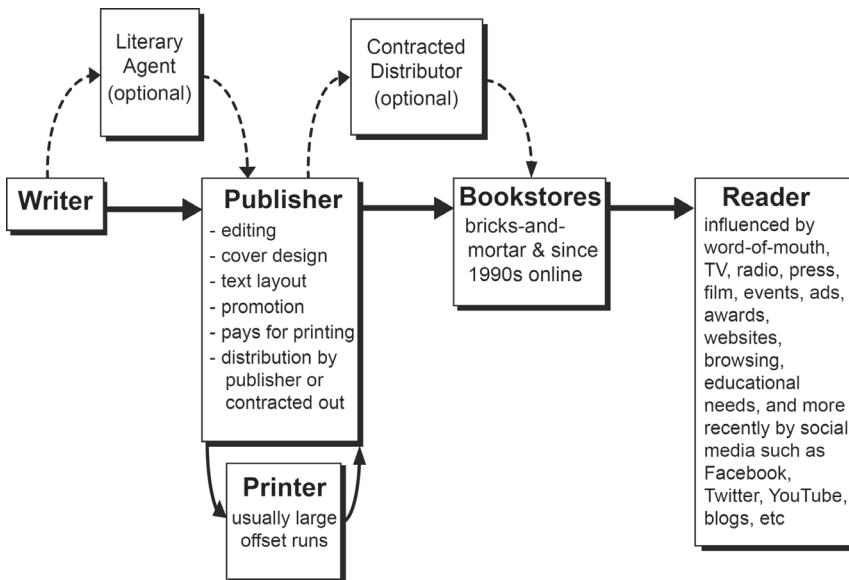 Literary
Agent
(optional)
Contracted
Distributor
(optional)
Writer
Publisher
- editing
- cover design
- text layout
- promotion
- pays for printing
- distribution by
publisher or
contracted out
Bookstores
bricks-and-
mortar & since
1990s online
Reader
influenced by
word-of-mouth,
TV, radio, press,
film, events, ads,
awards,
websites,
browsing,
educational
needs, and more
recently by social
media such as
Facebook,
Twitter, YouTube,
blogs, etc
Printer
usually large
offset runs